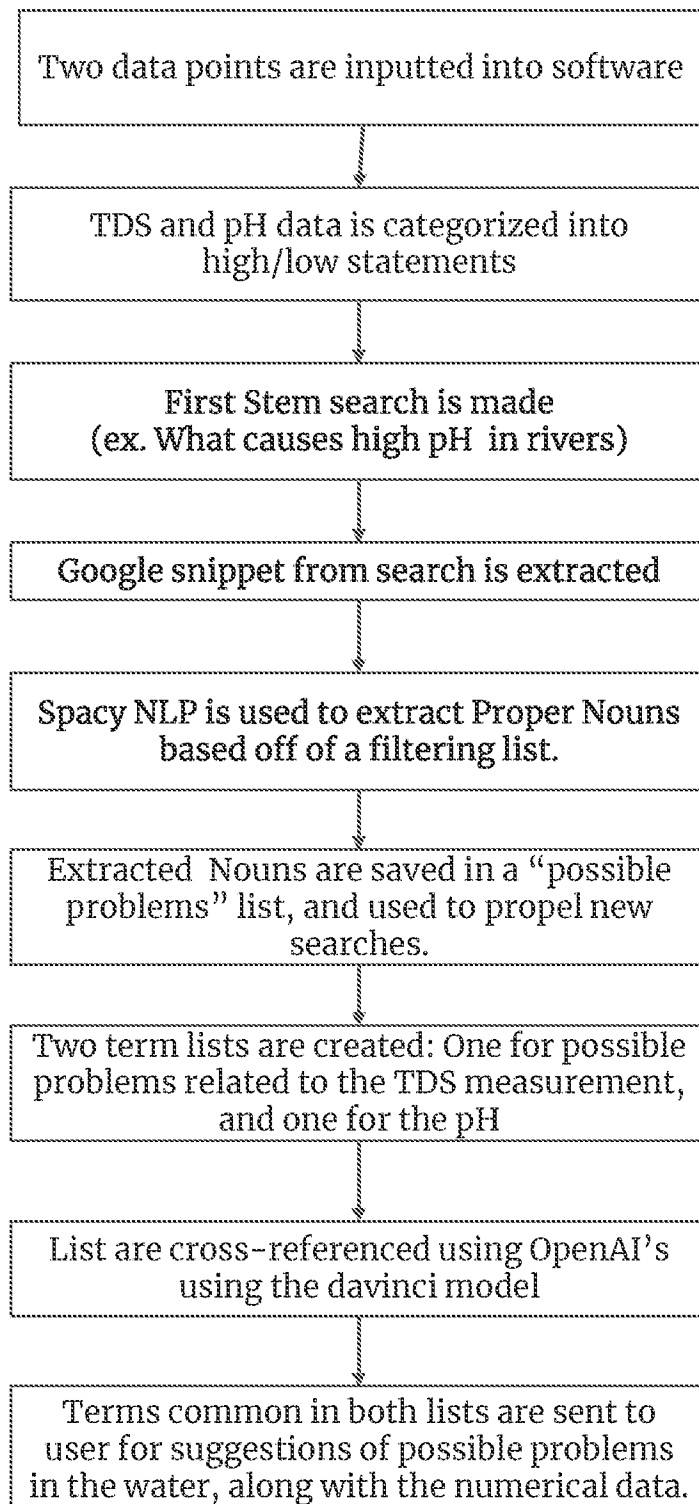 Two data points are inputted into software
TDS and pH data is categorized into
high/low statements
First Stem search is made
(ex. What causes high pH in rivers)
Google snippet from search is extracted
Spacy NLP is used to extract Proper Nouns
based off of a filtering list.
Extracted Nouns are saved in a “possible
problems” list, and used to propel new
searches.
Two term lists are created: One for possible
problems related to the TDS measurement,
and one for the pH
List are cross-referenced using OpenAI’s
using the davinci model
Terms common in both lists are sent to
user for suggestions of possible problems
in the water, along with the numerical data.